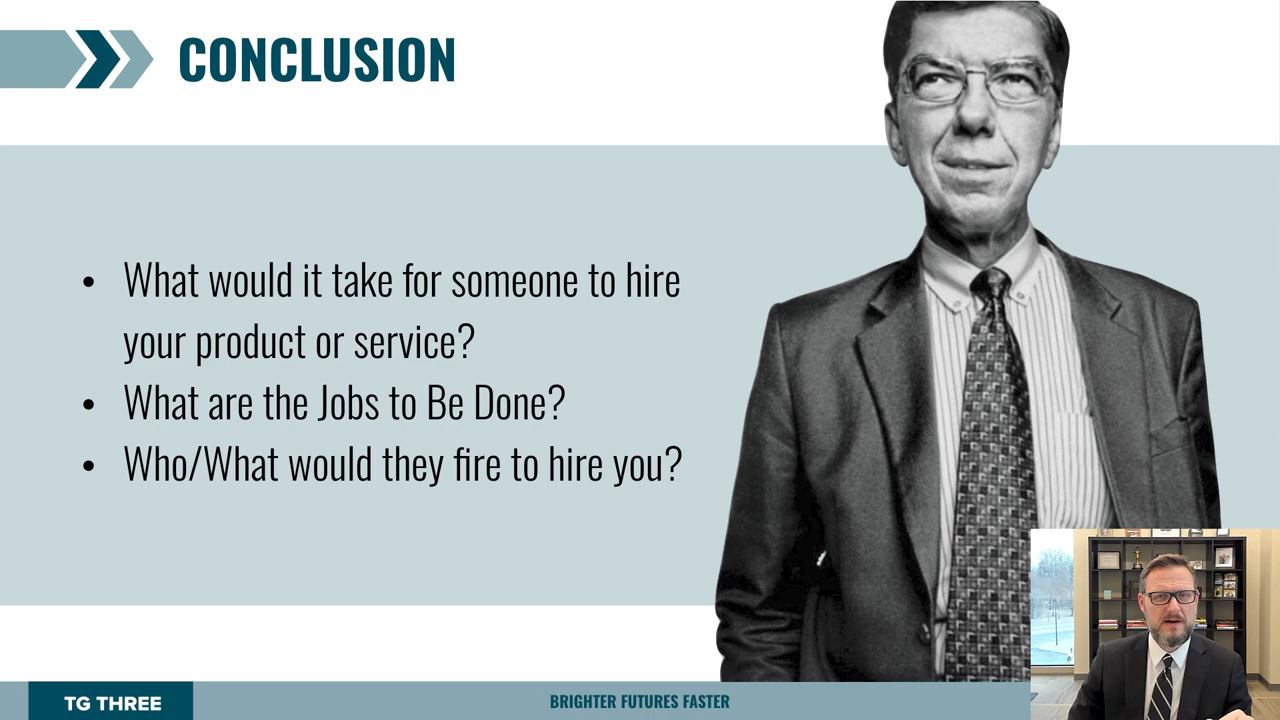 CONCLUSION
• What would it take for someone to hire
your product or service?
• What are the Jobs to Be Done?
• Who/What would they fire to hire you?
TG THREE
BRIGHTER FUTURES FASTER